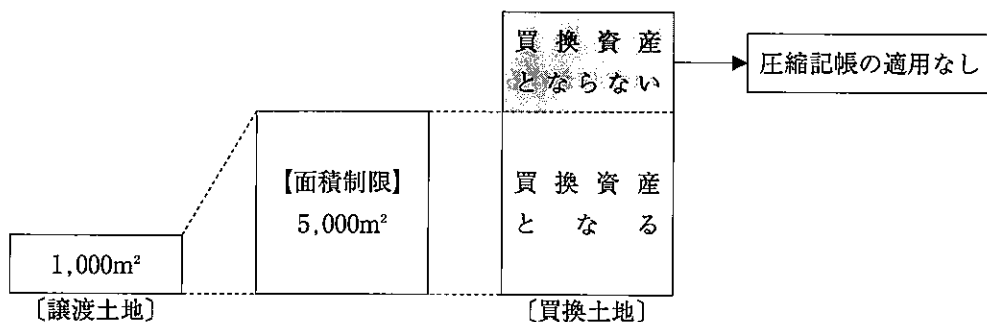 買換資産
とならない
圧縮記帳の適用なし
【面積制限】
5,000m²
買換資産
となる
1,000m²
〔譲渡土地〕
〔買換土地〕